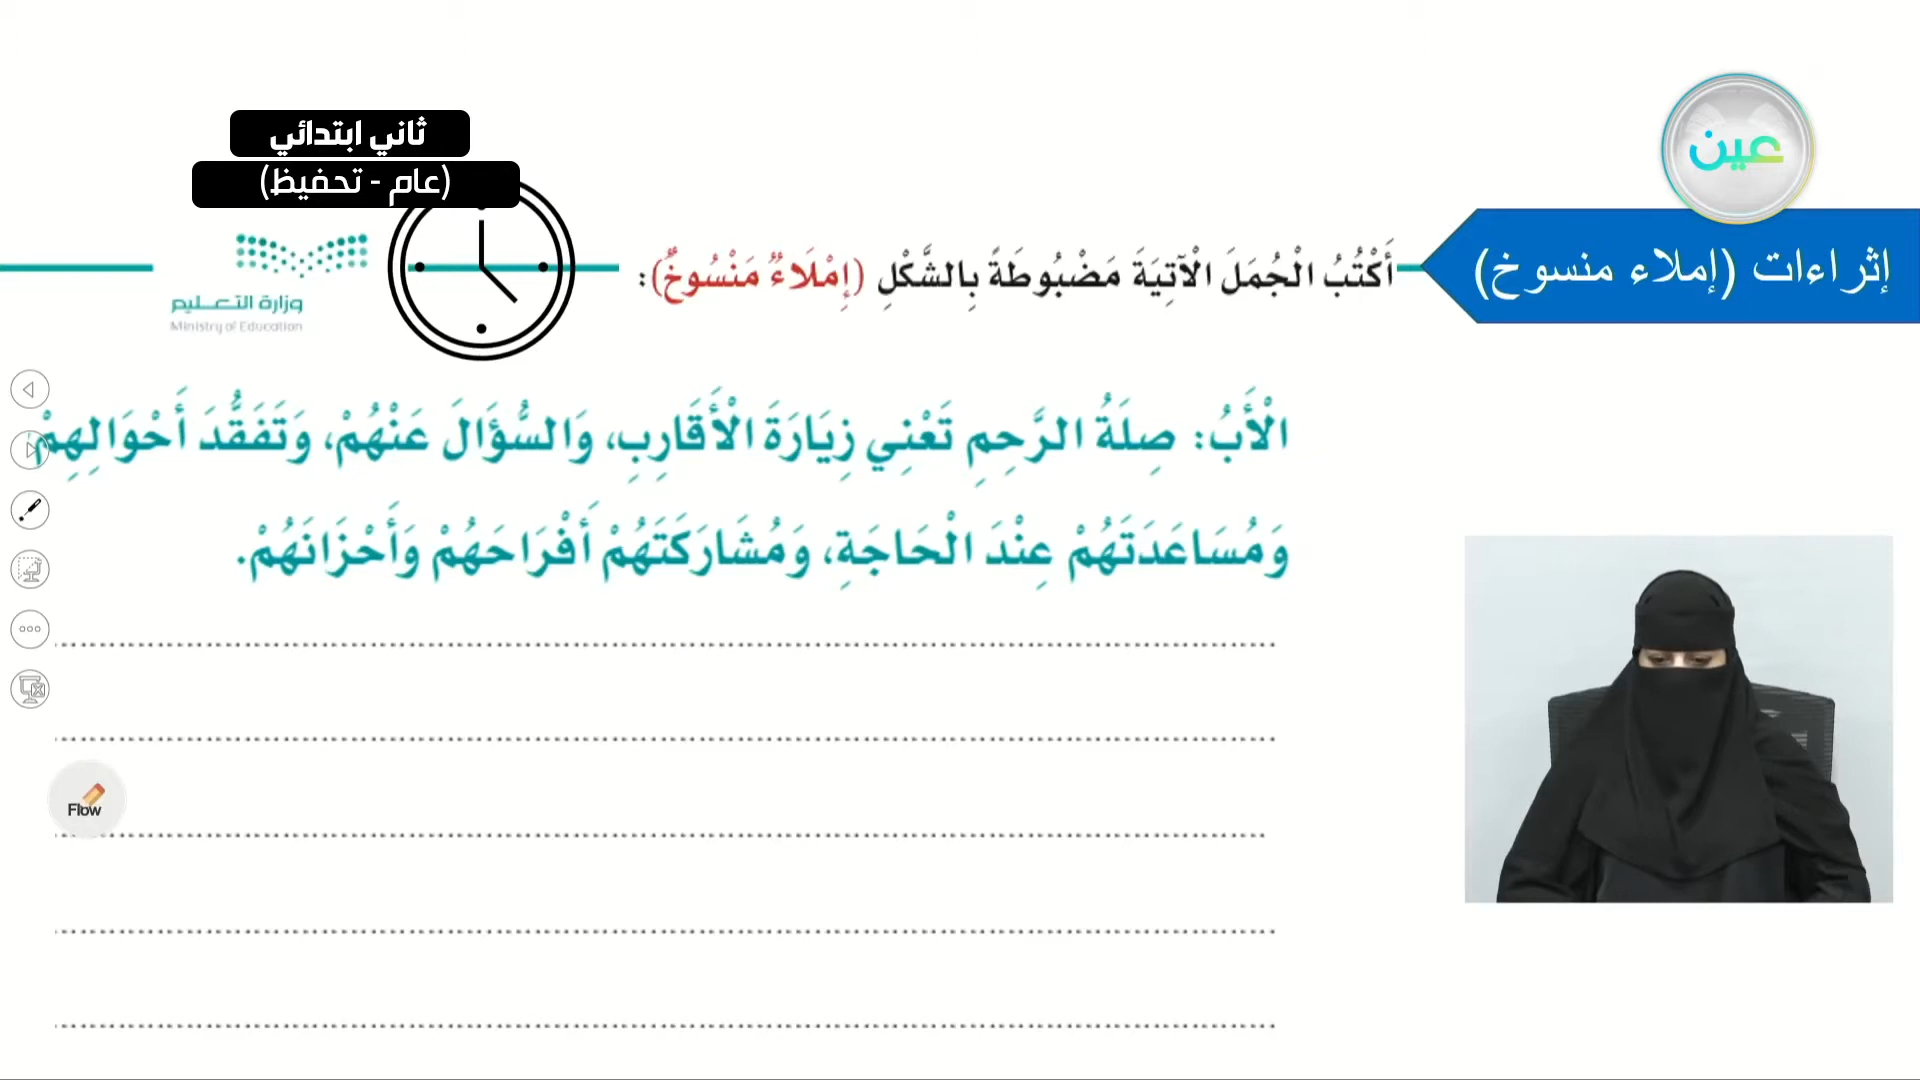 عين
ثاني ابتدائي
(عام - تحفيظ)
إثراءات (إملاء منسوخ)
أَكْتُبُ الْجُمَلَ الْآتِيَةَ مَضْبُوطَةً بِالشَّكْلِ (إِمْلَاءٌ مَنْسُوخٌ):
وزارة التعليم
Ministry of Education
الْأَبُ: صِلَةُ الرَّحِمِ تَعْنِي زِيَارَةَ الْأَقَارِبِ، وَالسُّؤَالَ عَنْهُمْ، وَتَفَقُّدَ أَحْوَالِهِمْ
وَمُسَاعَدَتَهُمْ عِنْدَ الْحَاجَةِ، وَمُشَارَكَتَهُمْ أَفْرَاحَهُمْ وَأَحْزَانَهُمْ.
Flow